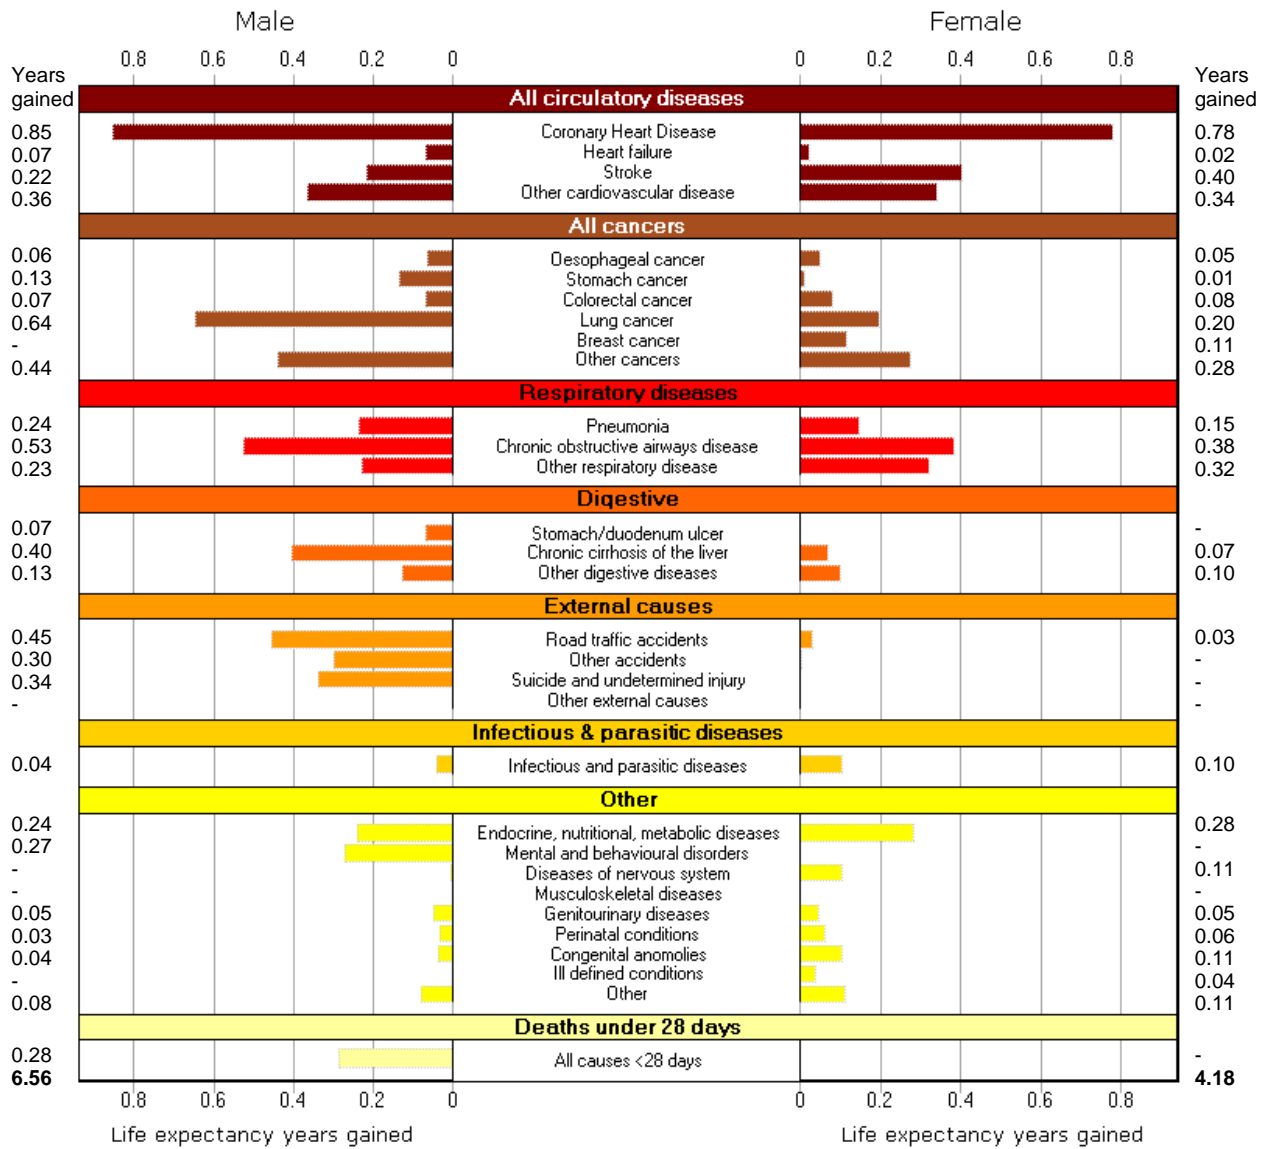 Male Female
0.8 0.6 0.4 0.2 0 0 0.2 0.4 0.6 0.8
Years gained Years gained
All circulatory diseases
0.85 Coronary Heart Disease 0.78
0.07 Heart failure 0.02
0.22 Stroke 0.40
0.36 Other cardiovascular disease 0.34
All cancers
0.06 Oesophageal cancer 0.05
0.13 Stomach cancer 0.01
0.07 Colorectal cancer 0.08
0.64 Lung cancer 0.20
- Breast cancer 0.11
0.44 Other cancers 0.28
Respiratory diseases
0.24 Pneumonia 0.15
0.53 Chronic obstructive airways disease 0.38
0.23 Other respiratory disease 0.32
Digestive
0.07 Stomach/duodenum ulcer -
0.40 Chronic cirrhosis of the liver 0.07
0.13 Other digestive diseases 0.10
External causes
0.45 Road traffic accidents 0.03
0.30 Other accidents -
0.34 Suicide and undetermined injury -
- Other external causes -
Infectious & parasitic diseases
0.04 Infectious and parasitic diseases 0.10
Other
0.24 Endocrine, nutritional, metabolic diseases 0.28
0.27 Mental and behavioural disorders -
- Diseases of nervous system 0.11
- Musculoskeletal diseases -
0.05 Genitourinary diseases 0.05
0.03 Perinatal conditions 0.06
0.04 Congenital anomolies 0.11
- Ill defined conditions 0.04
0.08 Other 0.11
Deaths under 28 days
0.28 All causes <28 days -
6.56 4.18
0.8 0.6 0.4 0.2 0 0 0.2 0.4 0.6 0.8
Life expectancy years gained Life expectancy years gained